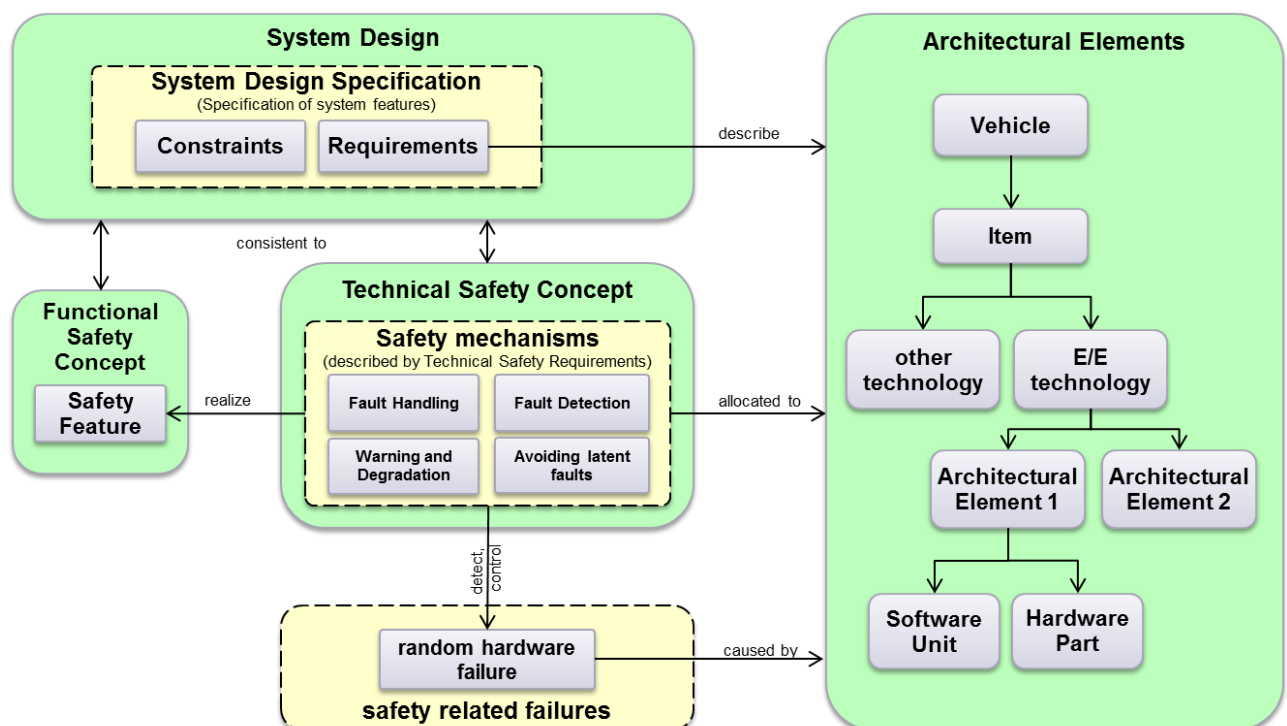 System Design
System Design Specification
(Specification of system features)
Constraints
Requirements
describe
consistent to
Functional
Safety
Concept
Safety
Feature
realize
Technical Safety Concept
Safety mechanisms
(described by Technical Safety Requirements)
Fault Handling
Fault Detection
Warning and
Degradation
Avoiding latent
faults
allocated to
detect,
control
random hardware
failure
safety related failures
caused by
Architectural Elements
Vehicle
Item
other
technology
E/E
technology
Architectural
Element 1
Architectural
Element 2
Software
Unit
Hardware
Part